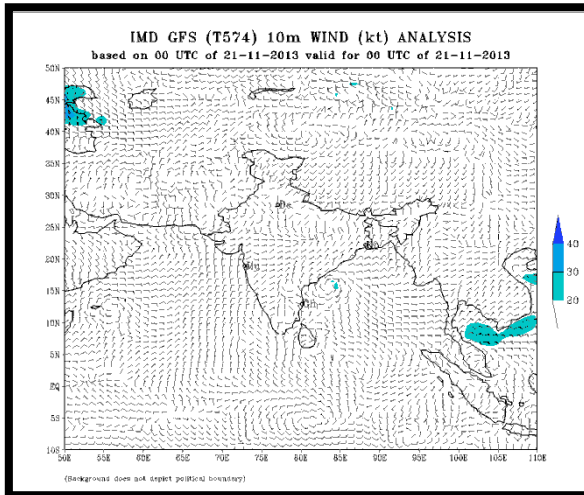 IMD GFS (T574) 10m WIND (kt) ANALYSIS
based on 00 UTC of 21-11-2013 valid for 00 UTC of 21-11-2013
50N
45N
40N
35N
30N
25N
20N
15N
10N
5N
EQ
5S
10S
De
Mu
40
30
20
50E 55E 60E 65E 70E 75E 80E 85E 90E 95E 100E 105E 110E
(Background does not depict political boundary)